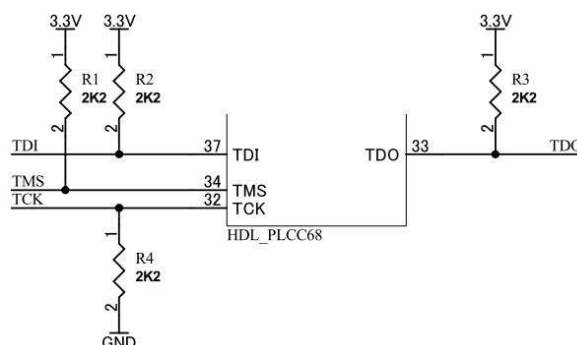 3.3V
3.3V
3.3V
1
1
1
R1
2K2
R2
2K2
R3
2K2
2
2
2
TDI
37
TDI
TDO
33
TDO
TMS
34
TMS
TCK
32
TCK
HDL_PLCC68
1
R4
2K2
2
GND